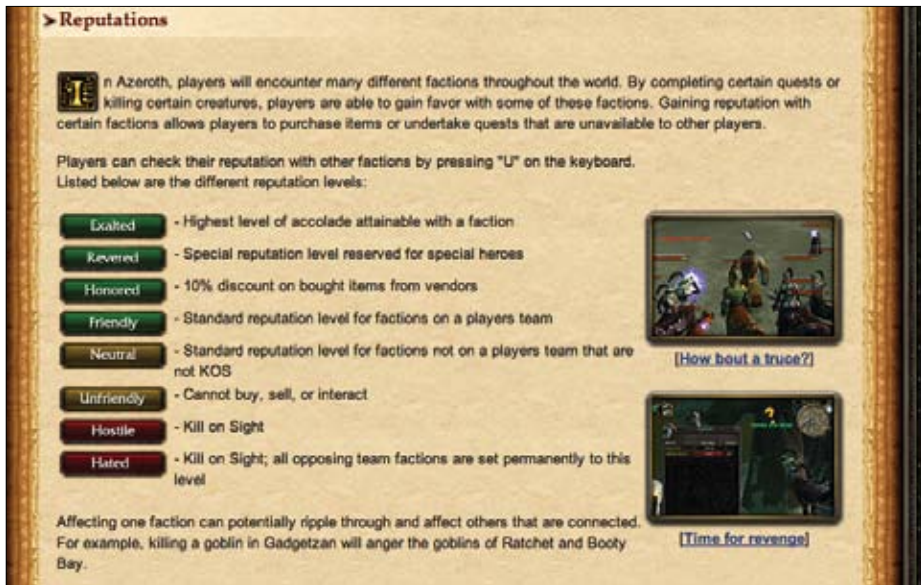 Reputations
In Azeroth, players will encounter many different factions throughout the world. By completing certain quests or
killing certain creatures, players are able to gain favor with some of these factions. Gaining reputation with
certain factions allows players to purchase items or undertake quests that are unavailable to other players.
Players can check their reputation with other factions by pressing "U" on the keyboard.
Listed below are the different reputation levels:
Exalted - Highest level of accolade attainable with a faction
Revered - Special reputation level reserved for special heroes
Honored - 10% discount on bought items from vendors
Friendly - Standard reputation level for factions on a players team
Neutral - Standard reputation level for factions not on a players team that are
not KOS
Unfriendly - Cannot buy, sell, or interact
Hostile - Kill on Sight
Hated - Kill on Sight; all opposing team factions are set permanently to this
level
[How bout a truce?]
[Time for revenge]
Affecting one faction can potentially ripple through and affect others that are connected.
For example, killing a goblin in Gadgetzan will anger the goblins of Ratchet and Booty
Bay.